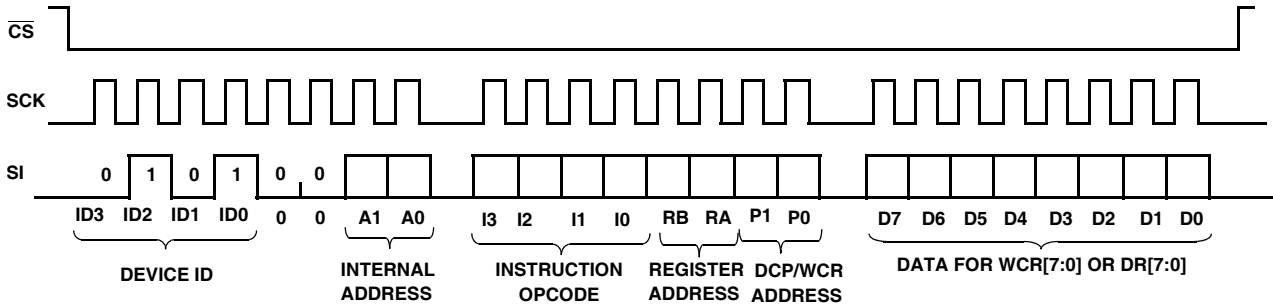 CS
SCK
SI
0 1 0 1 0 0
ID3 ID2 ID1 ID0 0 0 A1 A0 I3 I2 I1 I0 RB RA P1 P0 D7 D6 D5 D4 D3 D2 D1 D0
DEVICE ID
INTERNAL
ADDRESS
INSTRUCTION
OPCODE
REGISTER
ADDRESS
DCP/WCR
ADDRESS
DATA FOR WCR[7:0] OR DR[7:0]